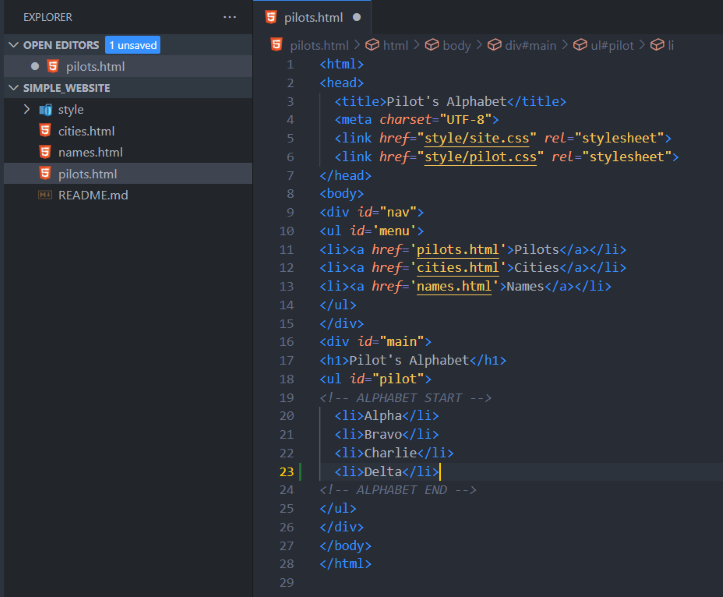 EXPLORER
OPEN EDITORS 1 unsaved
pilots.html
SIMPLE_WEBSITE
style
cities.html
names.html
pilots.html
README.md
pilots.html
pilots.html > html > body > div#main > ul#pilot > li
1 <html>
2 <head>
3 <title>Pilot's Alphabet</title>
4 <meta charset="UTF-8">
5 <link href="style/site.css" rel="stylesheet">
6 <link href="style/pilot.css" rel="stylesheet">
7 </head>
8 <body>
9 <div id="nav">
10 <ul id='menu'>
11 <li><a href='pilots.html'>Pilots</a></li>
12 <li><a href='cities.html'>Cities</a></li>
13 <li><a href='names.html'>Names</a></li>
14 </ul>
15 </div>
16 <div id="main">
17 <h1>Pilot's Alphabet</h1>
18 <ul id="pilot">
19 <!-- ALPHABET START -->
20 <li>Alpha</li>
21 <li>Bravo</li>
22 <li>Charlie</li>
23 <li>Delta</li>
24 <!-- ALPHABET END -->
25 </ul>
26 </div>
27 </body>
28 </html>
29